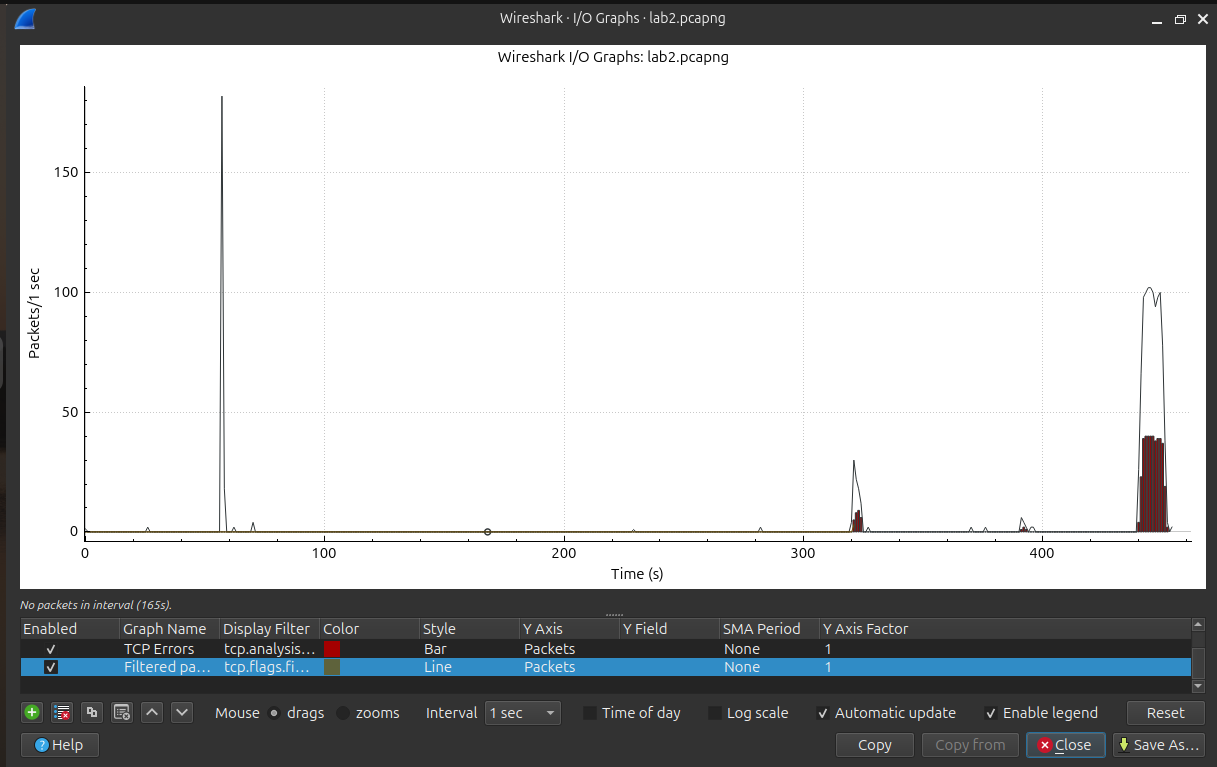 Wireshark · I/O Graphs · lab2.pcapng
Wireshark I/O Graphs: lab2.pcapng
150
100
50
0
Packets/1 sec
0 100 200 300 400
Time (s)
No packets in interval (165s).
Enabled Graph Name Display Filter Color Style Y Axis Y Field SMA Period Y Axis Factor
TCP Errors tcp.analysis... Bar Packets None 1
Filtered pa... tcp.flags.fi... Line Packets None 1
Mouse drags zooms Interval 1 sec Time of day Log scale Automatic update Enable legend Reset
Help Copy Copy from Close Save As...